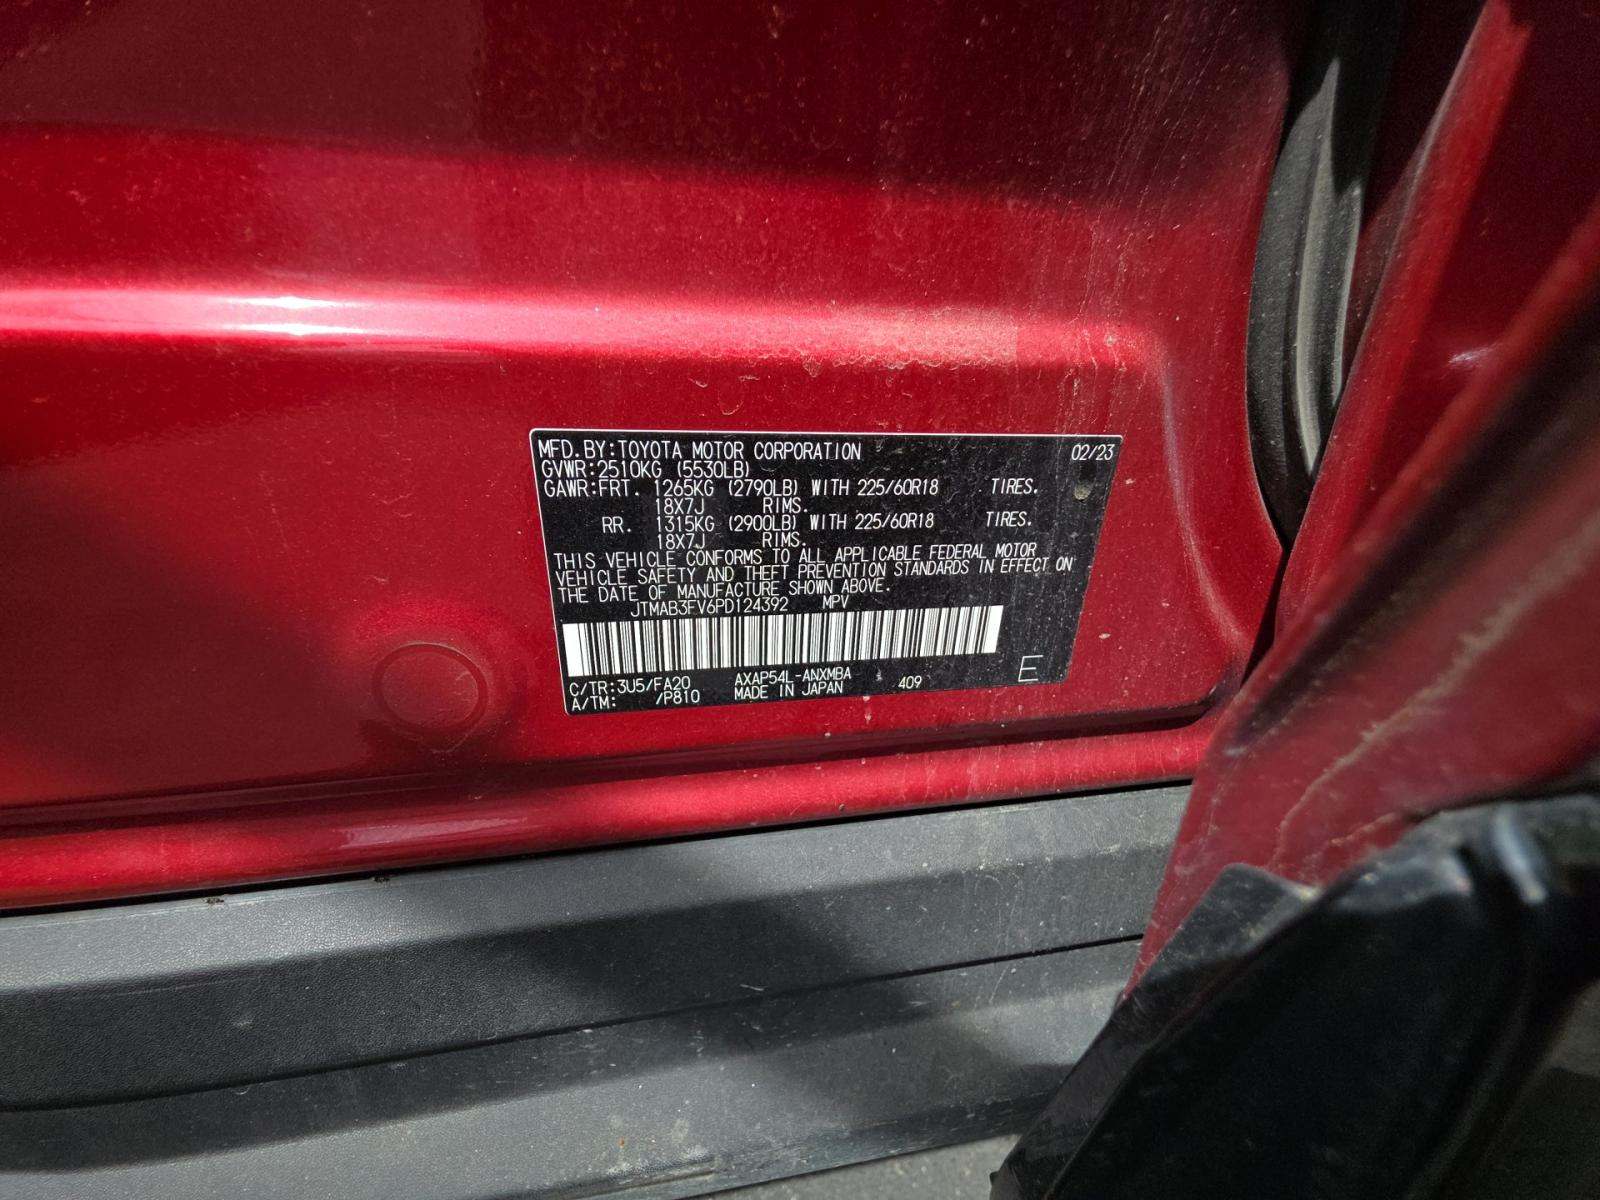 MFD. BY: TOYOTA MOTOR CORPORATION 02/23
GVWR: 2510KG (5530LB)
GAWR: FRT. 1265KG (2790LB) WITH 225/60R18 TIRES.
18X7J RIMS.
RR. 1315KG (2900LB) WITH 225/60R18 TIRES.
18X7J RIMS.
THIS VEHICLE CONFORMS TO ALL APPLICABLE FEDERAL MOTOR
VEHICLE SAFETY AND THEFT PREVENTION STANDARDS IN EFFECT ON
THE DATE OF MANUFACTURE SHOWN ABOVE.
JTMAB3FV6PD124392 MPV
C/TR: 3U5/FA20 AXAP54L-ANXMBA 409 E
A/TM: /P810 MADE IN JAPAN